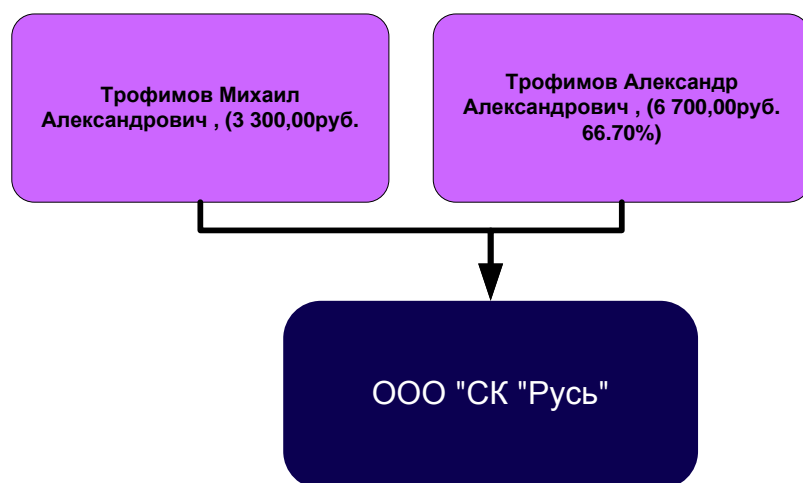 Трофимов Михаил
Александрович , (3 300,00руб.
Трофимов Александр
Александрович , (6 700,00руб.
66.70%)
ООО "СК "Русь"